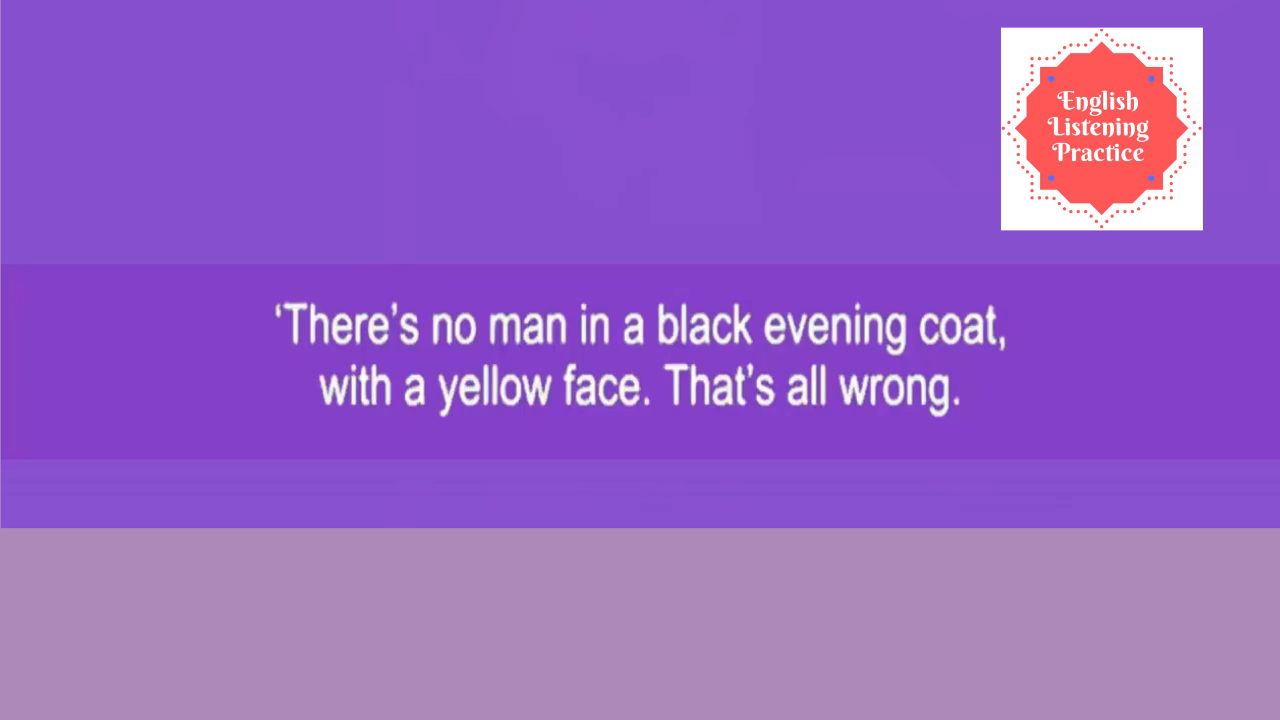 English
Listening
Practice
‘There’s no man in a black evening coat,
with a yellow face. That’s all wrong.